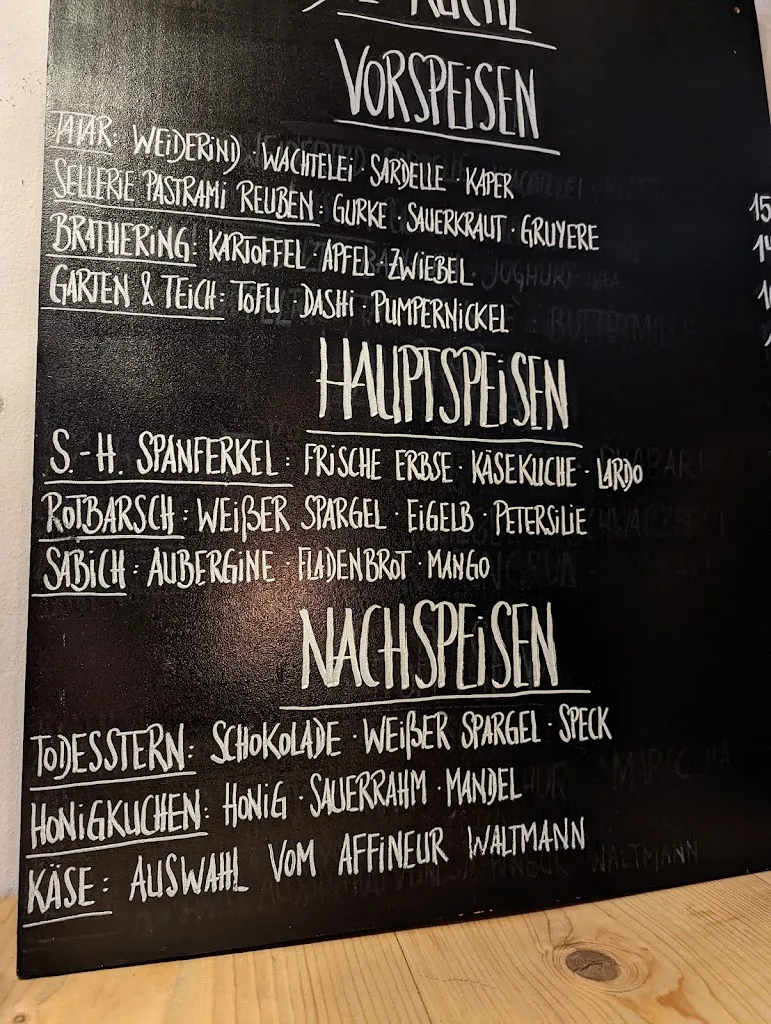 KÜCHE
VORSPEISEN
TATAR: WEIDERIND · WACHTELEI · SARDELLE · KAPER
SELLERIE PASTRAMI REUBEN: GURKE · SAUERKRAUT · GRUYERE
15
BRATHERING: KARTOFFEL · APFEL · ZWIEBEL
GARTEN & TEICH: TOFU · DASHI · PUMPERNICKEL
HAUPTSPEISEN
S.-H. SPANFERKEL: FRISCHE ERBSE · KÄSEKUCHE · LARDO
ROTBARSCH: WEIßER SPARGEL · EIGELB · PETERSILIE
SABICH: AUBERGINE · FLADENBROT · MANGO
NACHSPEISEN
TODESSTERN: SCHOKOLADE · WEIßER SPARGEL · SPECK
HONIGKUCHEN: HONIG · SAUERRAHM · MANDEL
KÄSE: AUSWAHL VOM AFFINEUR WALTMANN